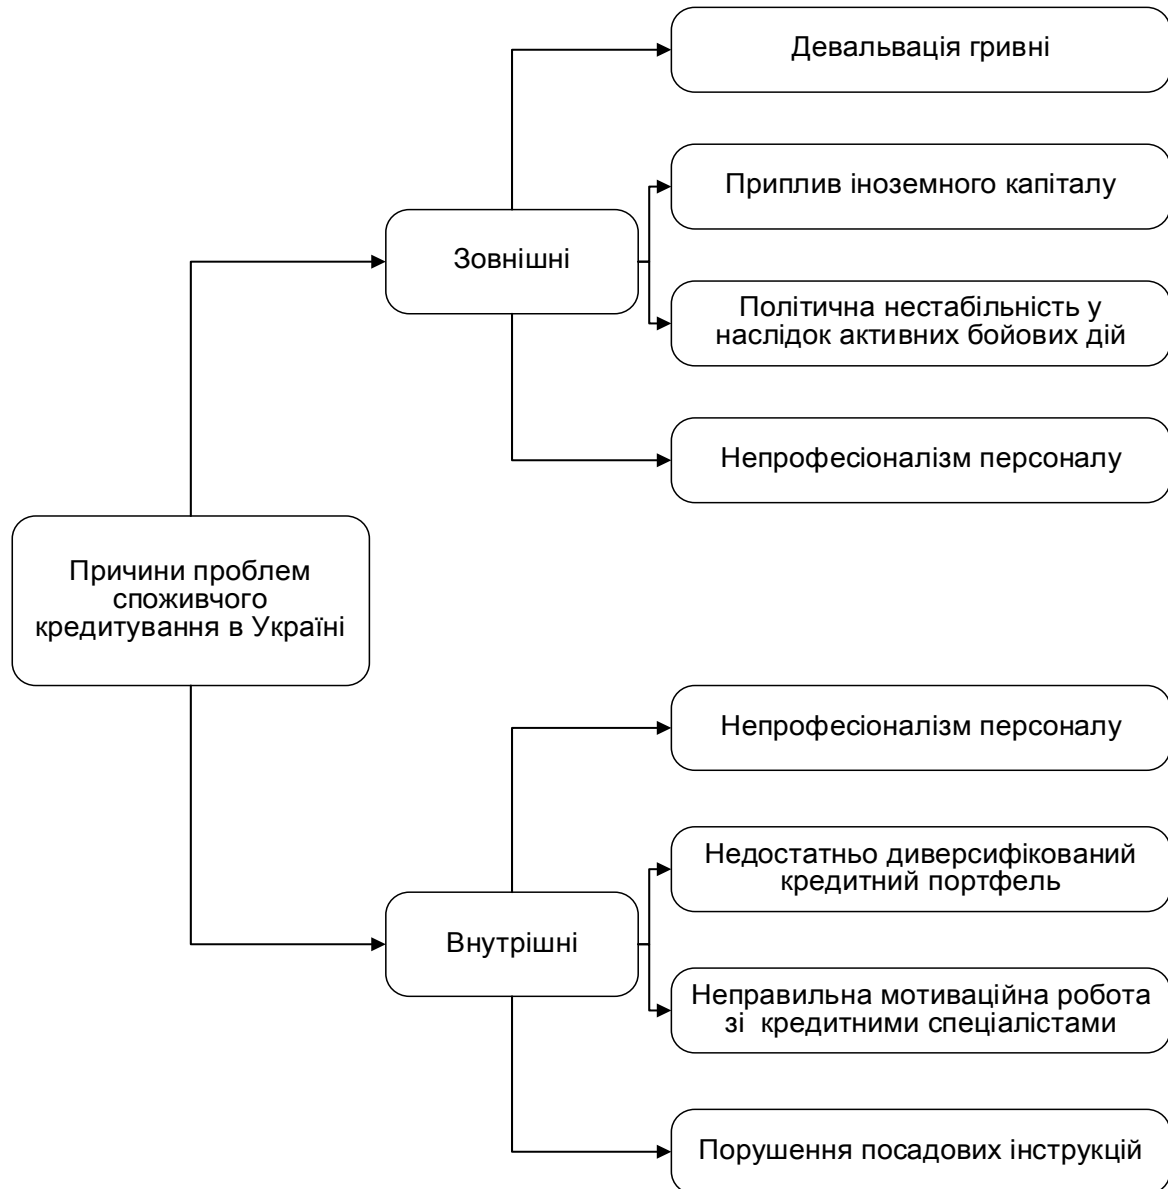 Девальвація гривні
Приплив іноземного капіталу
Зовнішні
Політична нестабільність у
наслідок активних бойових дій
Непрофесіоналізм персоналу
Причини проблем
споживчого
кредитування в Україні
Непрофесіоналізм персоналу
Недостатньо диверсифікований
кредитний портфель
Внутрішні
Неправильна мотиваційна робота
зі  кредитними спеціалістами
Порушення посадових інструкцій